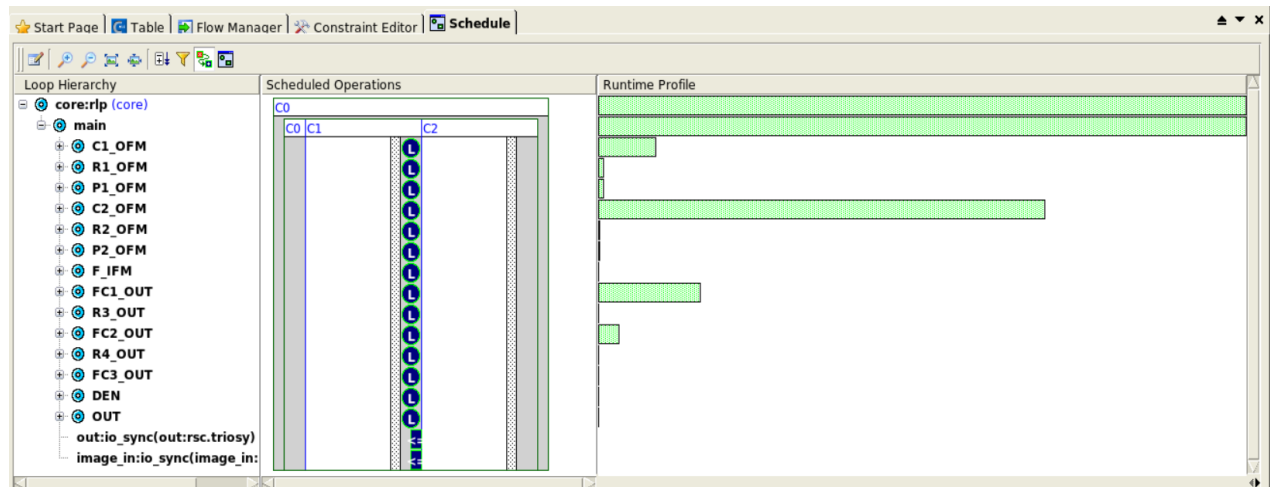 Start Page Table Flow Manager Constraint Editor Schedule
Loop Hierarchy Scheduled Operations Runtime Profile
core:rlp (core) C0
main C0 C1 C2
C1_OFM L
R1_OFM L
P1_OFM L
C2_OFM L
R2_OFM L
P2_OFM L
F_IFM L
FC1_OUT L
R3_OUT L
FC2_OUT L
R4_OUT L
FC3_OUT L
DEN L
OUT L
out:io_sync(out:rsc.triosy) <=
image_in:io_sync(image_in: <=